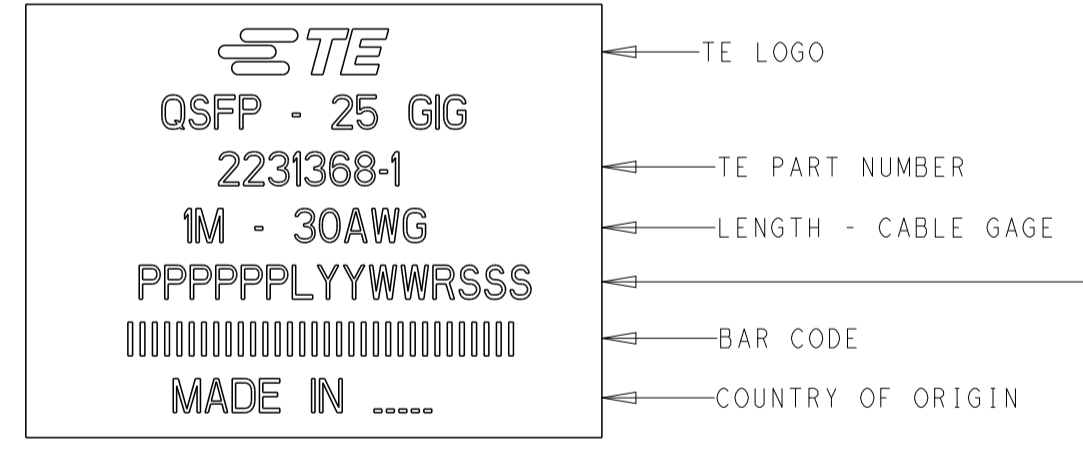 TE TE LOGO
QSFP - 25 GIG
2231368-1 TE PART NUMBER
1M - 30AWG LENGTH - CABLE GAGE
PPPPPPLYYWWRSSS
BAR CODE
MADE IN ..... COUNTRY OF ORIGIN